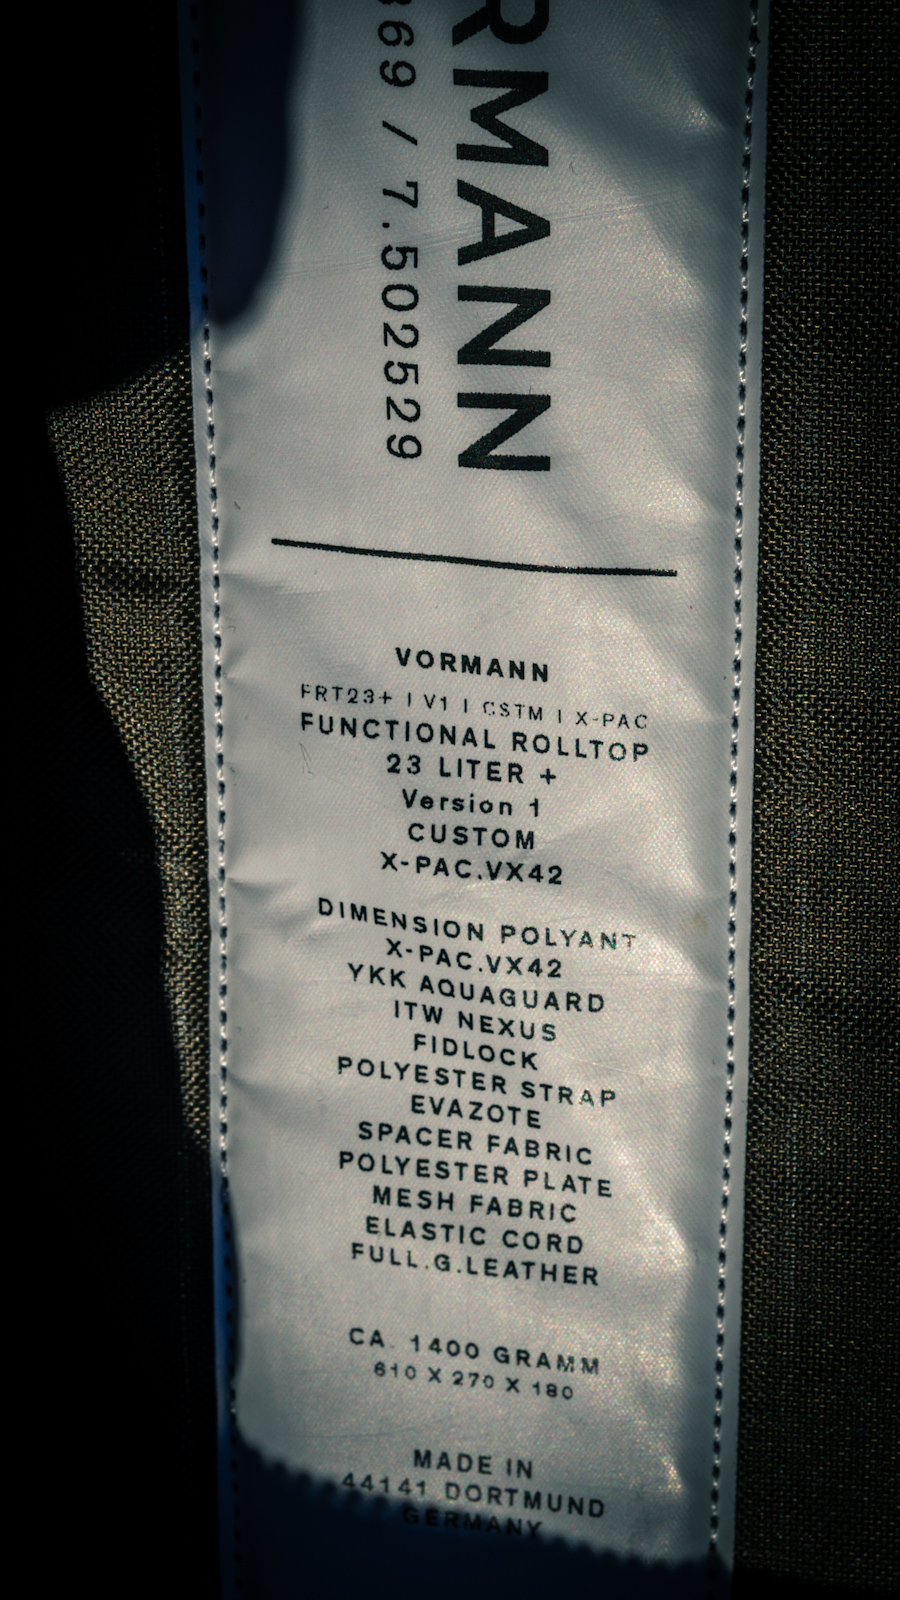 RMANN
369 / 7.502529
VORMANN
FRT23+ | V1 | CSTM | X-PAC
FUNCTIONAL ROLLTOP
23 LITER +
Version 1
CUSTOM
X-PAC.VX42
DIMENSION POLYANT
X-PAC.VX42
YKK AQUAGUARD
ITW NEXUS
FIDLOCK
POLYESTER STRAP
EVAZOTE
SPACER FABRIC
POLYESTER PLATE
MESH FABRIC
ELASTIC CORD
FULL.G.LEATHER
CA. 1400 GRAMM
610 X 270 X 180
MADE IN
44141 DORTMUND
GERMANY